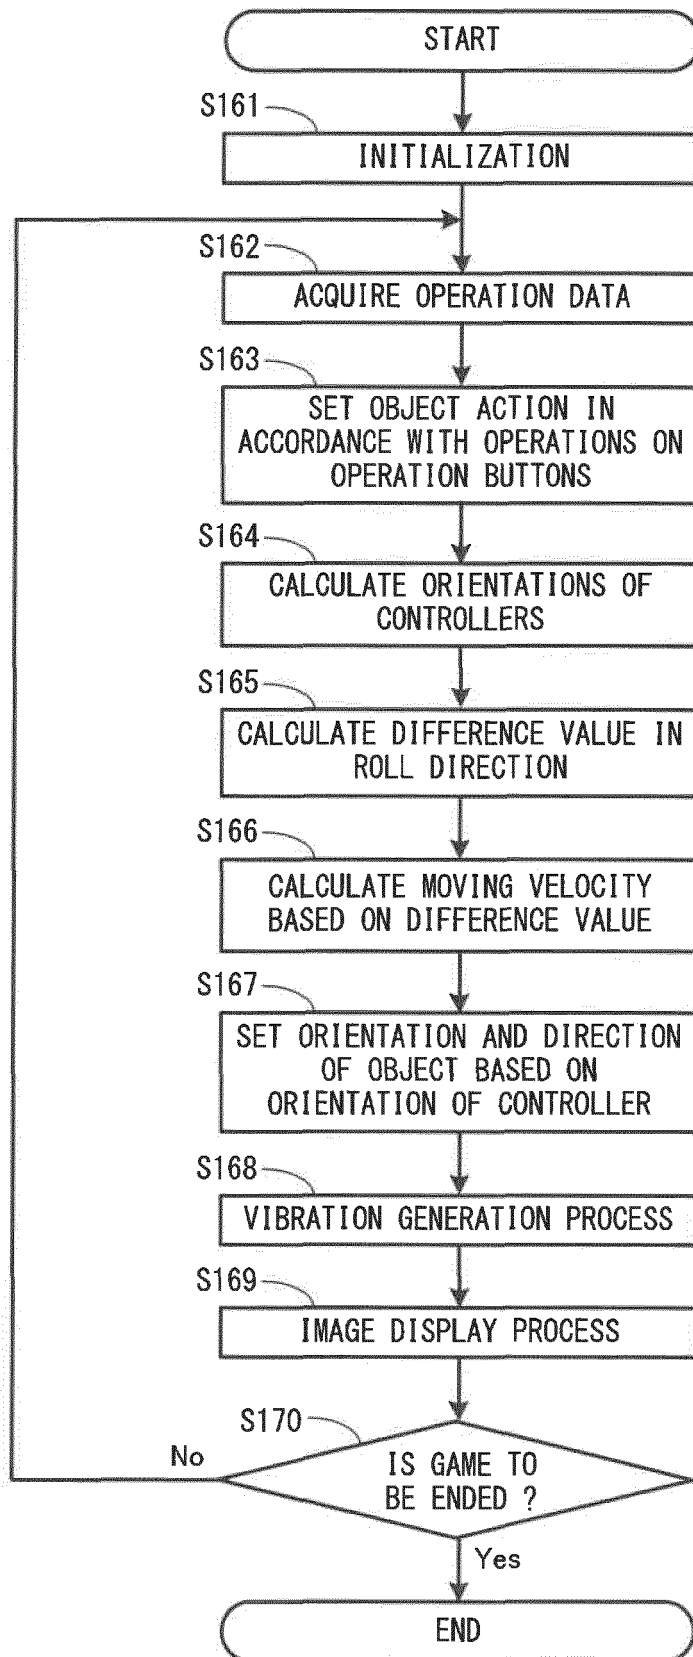 START
S161
INITIALIZATION
S162
ACQUIRE OPERATION DATA
S163
SET OBJECT ACTION IN
ACCORDANCE WITH OPERATIONS ON
OPERATION BUTTONS
S164
CALCULATE ORIENTATIONS OF
CONTROLLERS
S165
CALCULATE DIFFERENCE VALUE IN
ROLL DIRECTION
S166
CALCULATE MOVING VELOCITY
BASED ON DIFFERENCE VALUE
S167
SET ORIENTATION AND DIRECTION
OF OBJECT BASED ON
ORIENTATION OF CONTROLLER
S168
VIBRATION GENERATION PROCESS
S169
IMAGE DISPLAY PROCESS
S170
No
IS GAME TO
BE ENDED ?
Yes
END